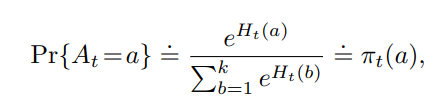 Pr{A_t = a} ≐ e^{H_t(a)} / ∑_{b=1}^{k} e^{H_t(b)} ≐ π_t(a),